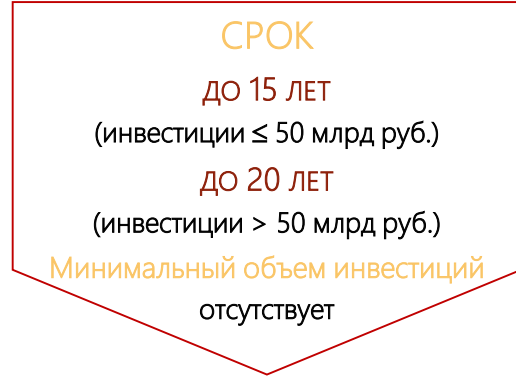 СРОК
ДО 15 ЛЕТ
(инвестиции ≤ 50 млрд руб.)
ДО 20 ЛЕТ
(инвестиции > 50 млрд руб.)
Минимальный объем инвестиций
отсутствует